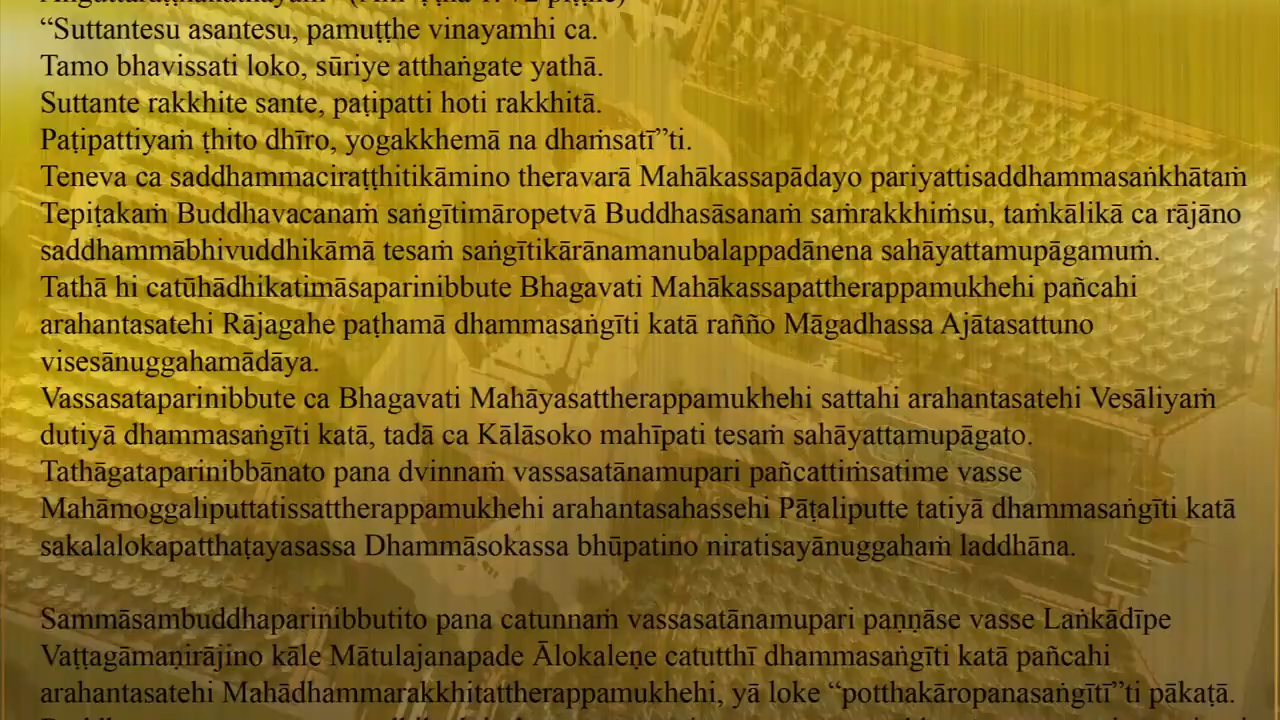 “Suttantesu asantesu, pamuṭṭhe vinayamhi ca.
Tamo bhavissati loko, sūriye atthaṅgate yathā.
Suttante rakkhite sante, paṭipatti hoti rakkhitā.
Paṭipattiyaṁ ṭhito dhīro, yogakkhemā na dhaṁsatī”ti.
Teneva ca saddhammaciraṭṭhitikāmino theravarā Mahākassapādayo pariyattisaddhammasaṅkhātaṁ
Tepiṭakaṁ Buddhavacanaṁ saṅgītimāropetvā Buddhasāsanaṁ saṁrakkhiṁsu, taṁkālikā ca rājāno
saddhammābhivuddhikāmā tesaṁ saṅgītikārānamanubalappadānena sahāyattamupāgamuṁ.
Tathā hi catūhādhikatimāsaparinibbute Bhagavati Mahākassapattherappamukhehi pañcahi
arahantasatehi Rājagahe paṭhamā dhammasaṅgīti katā rañño Māgadhassa Ajātasattuno
visesānuggahamādāya.
Vassasataparinibbute ca Bhagavati Mahāyasattherappamukhehi sattahi arahantasatehi Vesāliyaṁ
dutiyā dhammasaṅgīti katā, tadā ca Kālāsoko mahīpati tesaṁ sahāyattamupāgato.
Tathāgataparinibbānato pana dvinnaṁ vassasatānamupari pañcattiṁsatime vasse
Mahāmoggaliputtatissattherappamukhehi arahantasahassehi Pāṭaliputte tatiyā dhammasaṅgīti katā
sakalalokapatthaṭayasassa Dhammāsokassa bhūpatino niratisayānuggahaṁ laddhāna.
Sammāsambuddhaparinibbutito pana catunnaṁ vassasatānamupari paṇṇāse vasse Laṅkādīpe
Vaṭṭagāmaṇirājino kāle Mātulajanapade Ālokaleṇe catutthī dhammasaṅgīti katā pañcahi
arahantasatehi Mahādhammarakkhitattherappamukhehi, yā loke “potthakāropanasaṅgītī”ti pākaṭā.